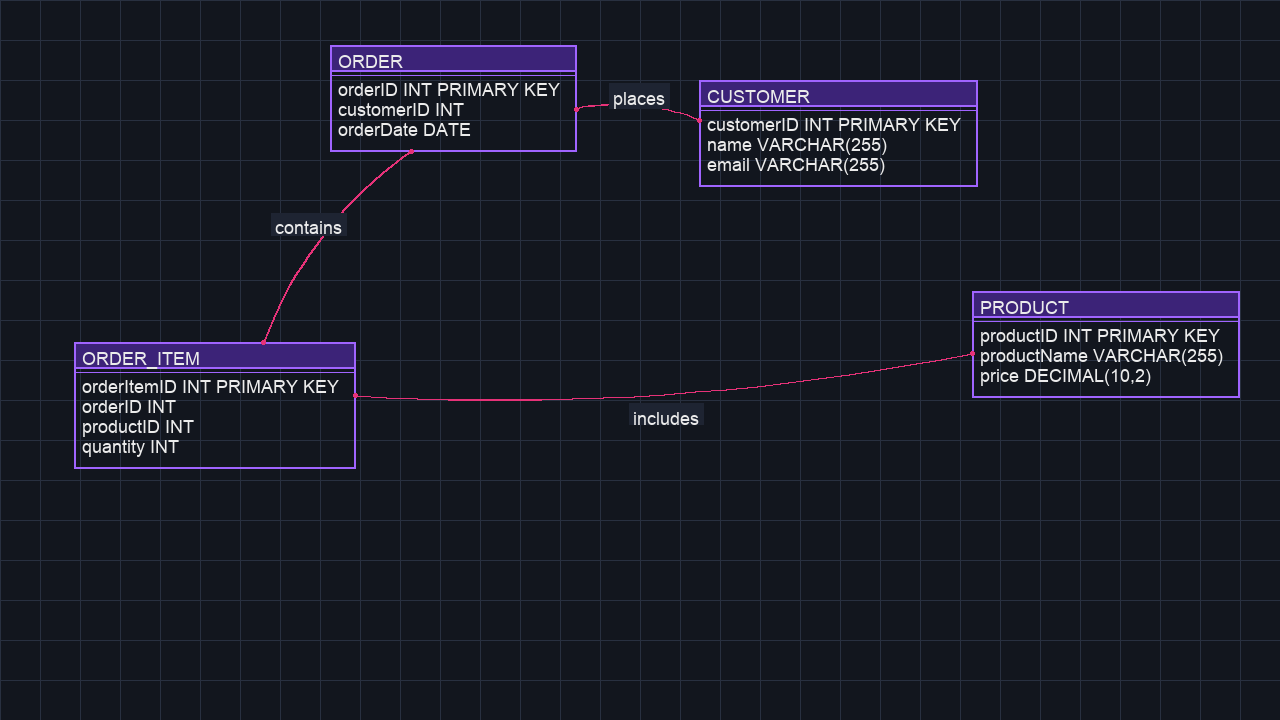 ORDER
orderID INT PRIMARY KEY
customerID INT
orderDate DATE
places
CUSTOMER
customerID INT PRIMARY KEY
name VARCHAR(255)
email VARCHAR(255)
contains
ORDER_ITEM
orderItemID INT PRIMARY KEY
orderID INT
productID INT
quantity INT
includes
PRODUCT
productID INT PRIMARY KEY
productName VARCHAR(255)
price DECIMAL(10,2)